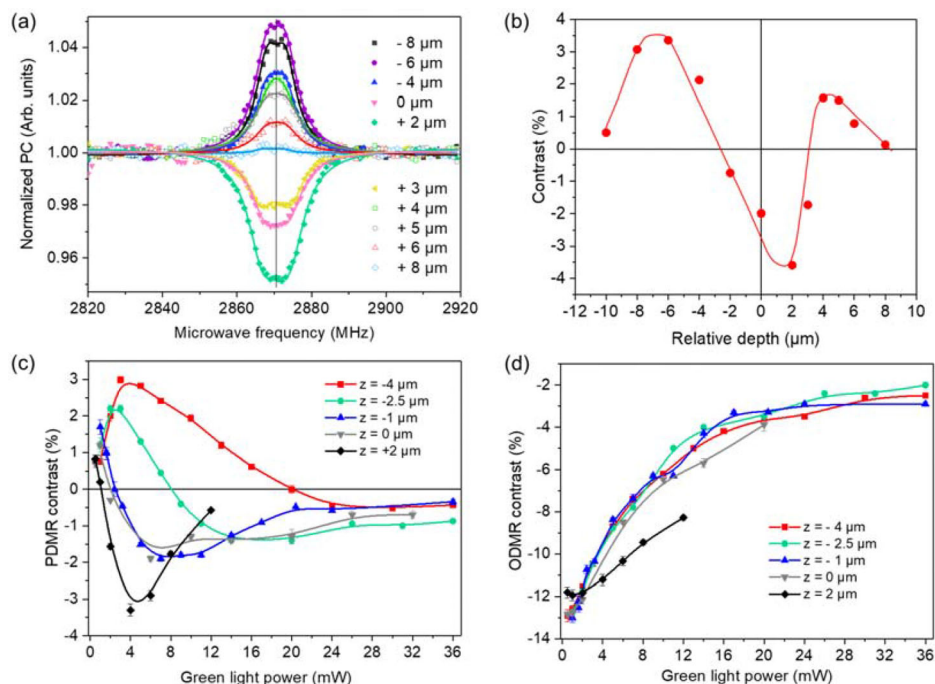 (a)
1.04
1.02
1.00
0.98
0.96
Normalized PC (Arb. units)
- 8 µm
- 6 µm
- 4 µm
0 µm
+ 2 µm
+ 3 µm
+ 4 µm
+ 5 µm
+ 6 µm
+ 8 µm
2820 2840 2860 2880 2900 2920
Microwave frequency (MHz)
(b)
4
3
2
1
0
-1
-2
-3
-4
Contrast (%)
-12 -10 -8 -6 -4 -2 0 2 4 6 8 10
Relative depth (µm)
(c)
3
2
1
0
-1
-2
-3
-4
PDMR contrast (%)
z = -4 µm
z = -2.5 µm
z = -1 µm
z = 0 µm
z = +2 µm
0 4 8 12 16 20 24 28 32 36
Green light power (mW)
(d)
-2
-4
-6
-8
-10
-12
-14
ODMR contrast (%)
z = - 4 µm
z = - 2.5 µm
z = - 1 µm
z = 0 µm
z = 2 µm
0 4 8 12 16 20 24 28 32 36
Green light power (mW)